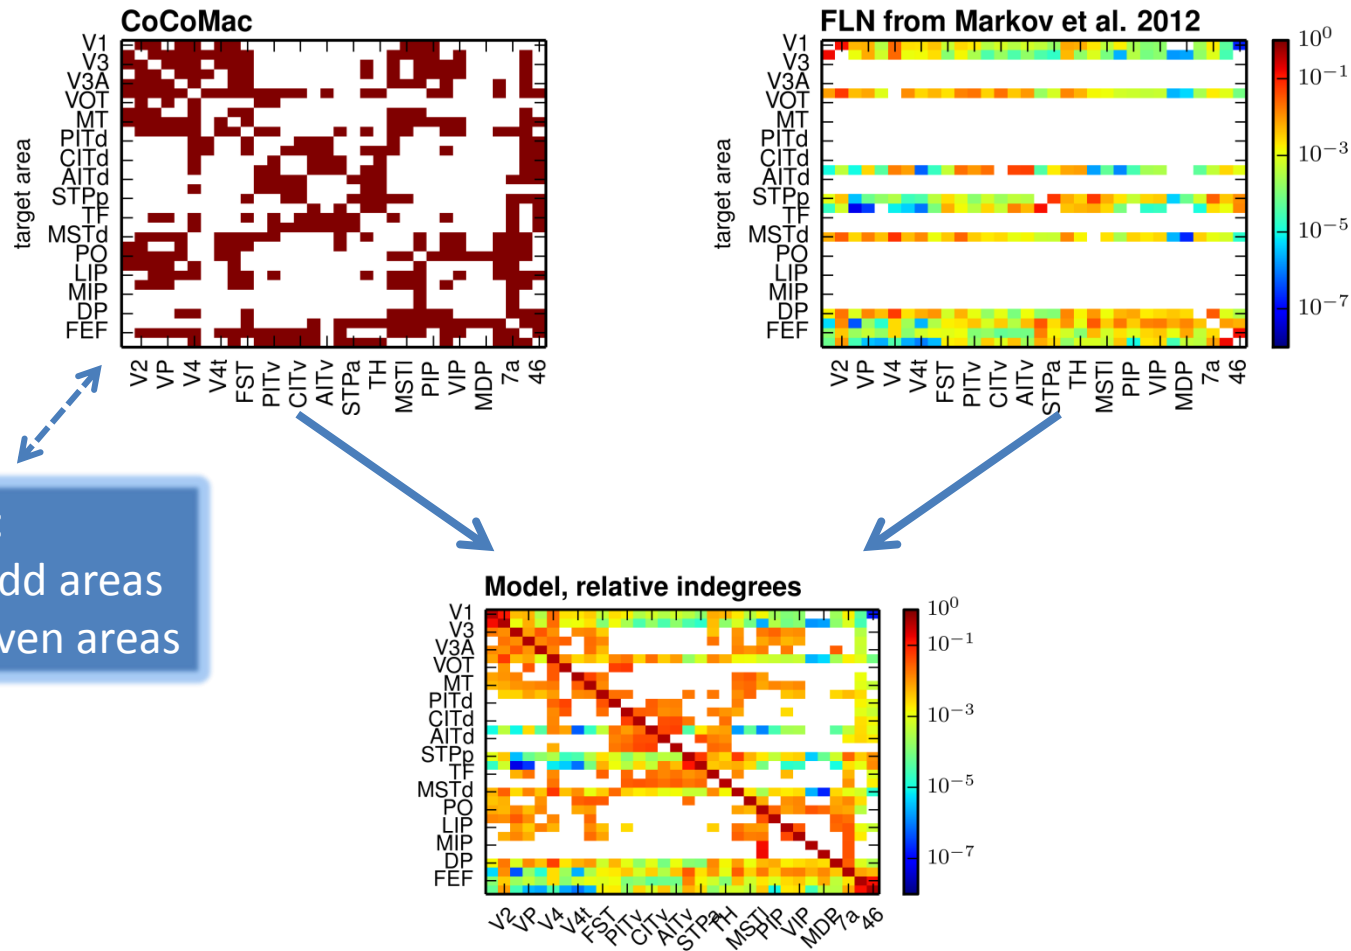 CoCoMac
FLN from Markov et al. 2012
target area
V1
V3
V3A
VOT
MT
PITd
CITd
AITd
STPp
TF
MSTd
PO
LIP
MIP
DP
FEF
V2
VP
V4
V4t
FST
PITv
CITv
AITv
STPa
TH
MSTl
PIP
VIP
MDP
7a
46
target area
V1
V3
V3A
VOT
MT
PITd
CITd
AITd
STPp
TF
MSTd
PO
LIP
MIP
DP
FEF
V2
VP
V4
V4t
FST
PITv
CITv
AITv
STPa
TH
MSTl
PIP
VIP
MDP
7a
46
10⁰
10⁻¹
10⁻³
10⁻⁵
10⁻⁷
:
dd areas
ven areas
Model, relative indegrees
V1
V3
V3A
VOT
MT
PITd
CITd
AITd
STPp
TF
MSTd
PO
LIP
MIP
DP
FEF
V2
VP
V4
V4t
FST
PITv
CITv
AITv
STPa
TH
MSTl
PIP
VIP
MDP
7a
46
10⁰
10⁻¹
10⁻³
10⁻⁵
10⁻⁷